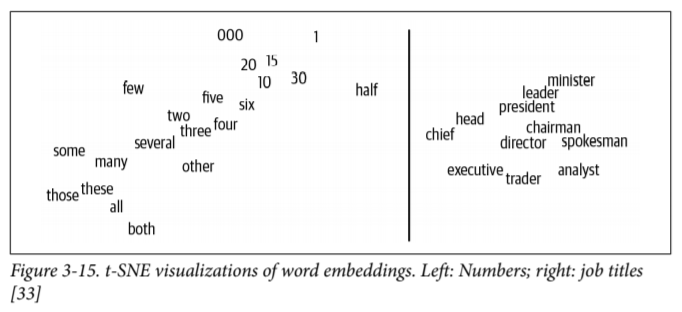 000 1
20 15
10 30
few half
five
six
two
three four
several
some
many other
those these
all
both
minister
leader
president
head
chairman
chief
director spokesman
executive trader analyst
Figure 3-15. t-SNE visualizations of word embeddings. Left: Numbers; right: job titles
[33]